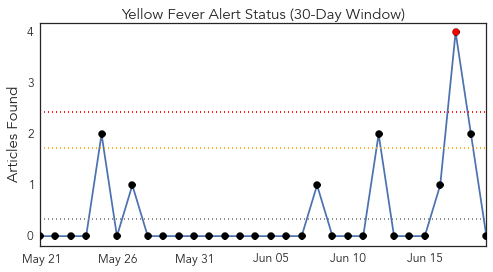 Yellow Fever Alert Status (30-Day Window)
Articles Found
4
3
2
1
0
May 21 May 26 May 31 Jun 05 Jun 10 Jun 15